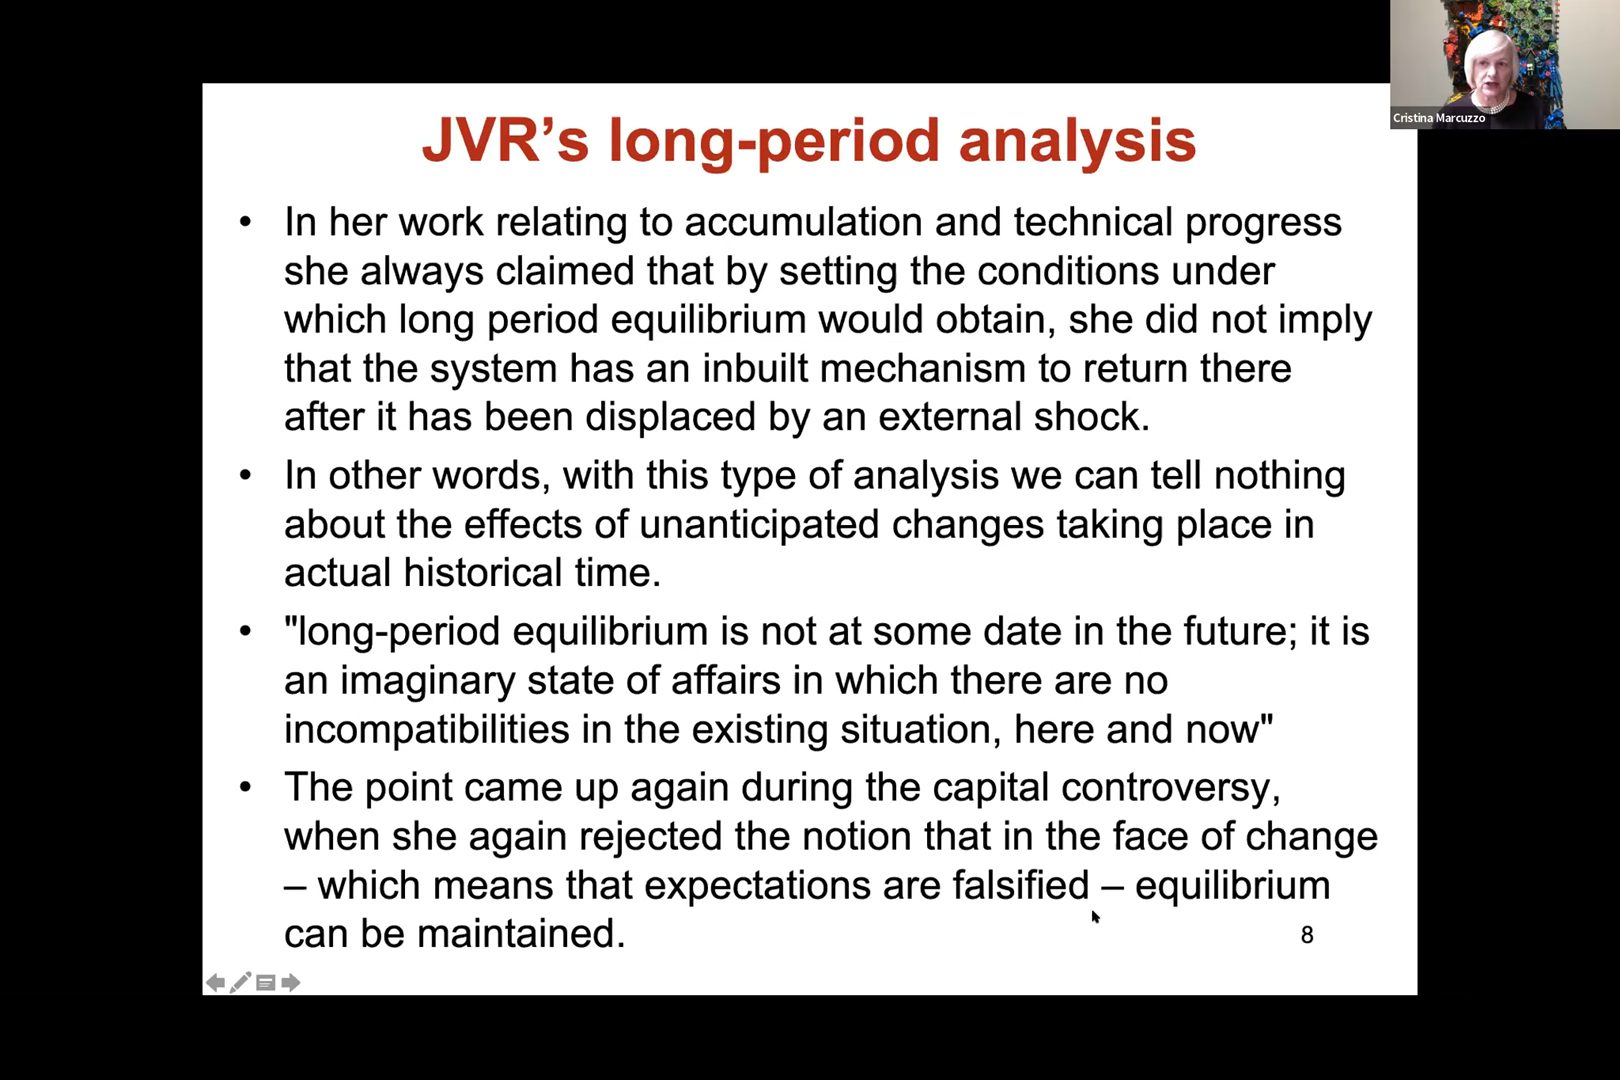 Cristina Marcuzzo
JVR’s long-period analysis
• In her work relating to accumulation and technical progress
she always claimed that by setting the conditions under
which long period equilibrium would obtain, she did not imply
that the system has an inbuilt mechanism to return there
after it has been displaced by an external shock.
• In other words, with this type of analysis we can tell nothing
about the effects of unanticipated changes taking place in
actual historical time.
• "long-period equilibrium is not at some date in the future; it is
an imaginary state of affairs in which there are no
incompatibilities in the existing situation, here and now"
• The point came up again during the capital controversy,
when she again rejected the notion that in the face of change
– which means that expectations are falsified – equilibrium
can be maintained.
8